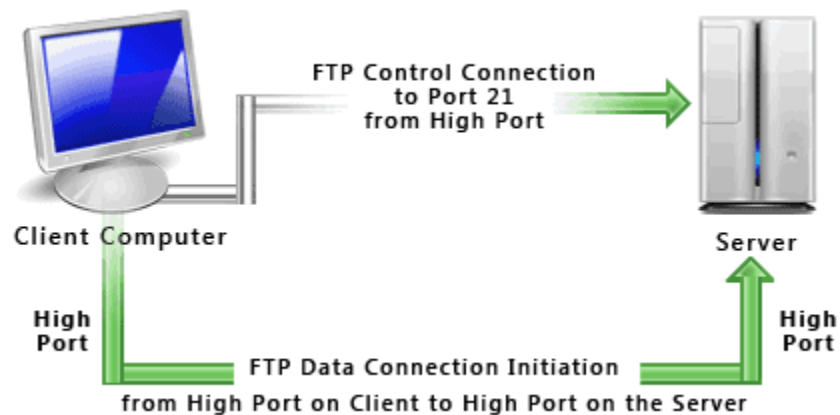 FTP Control Connection
to Port 21
from High Port
Client Computer
Server
High
Port
High
Port
FTP Data Connection Initiation
from High Port on Client to High Port on the Server